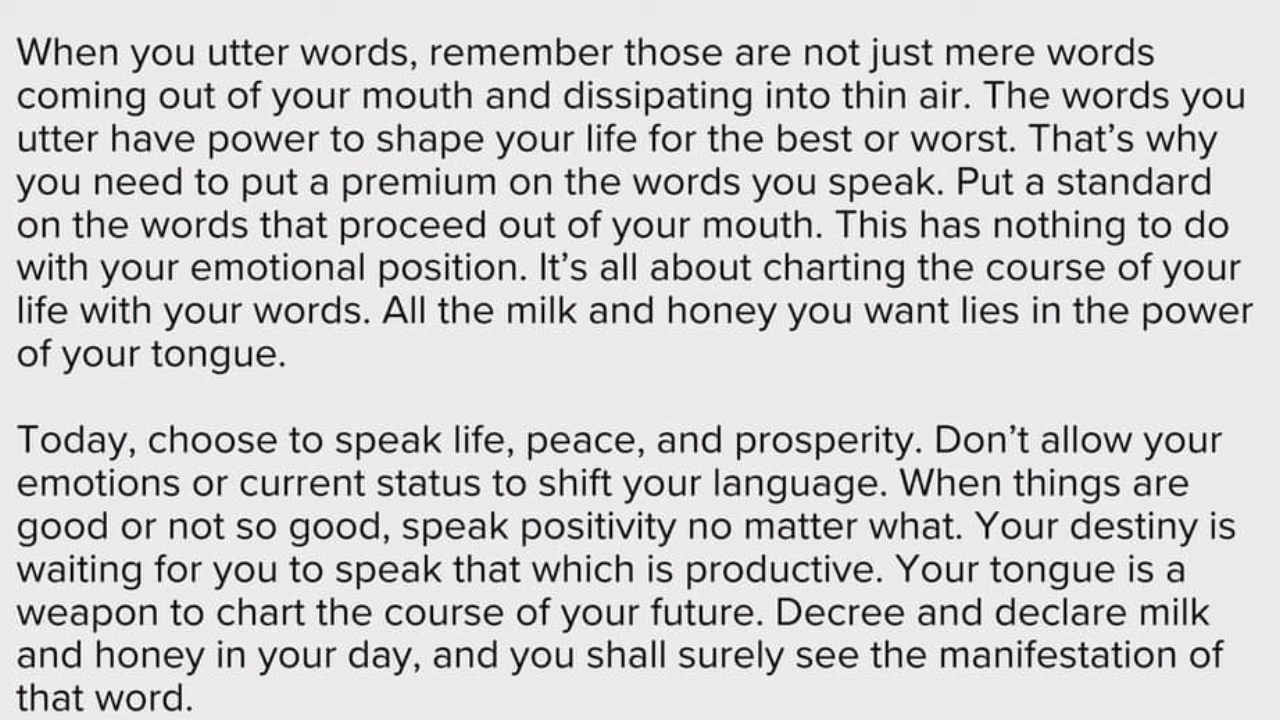 When you utter words, remember those are not just mere words
coming out of your mouth and dissipating into thin air. The words you
utter have power to shape your life for the best or worst. That’s why
you need to put a premium on the words you speak. Put a standard
on the words that proceed out of your mouth. This has nothing to do
with your emotional position. It’s all about charting the course of your
life with your words. All the milk and honey you want lies in the power
of your tongue.
Today, choose to speak life, peace, and prosperity. Don’t allow your
emotions or current status to shift your language. When things are
good or not so good, speak positivity no matter what. Your destiny is
waiting for you to speak that which is productive. Your tongue is a
weapon to chart the course of your future. Decree and declare milk
and honey in your day, and you shall surely see the manifestation of
that word.